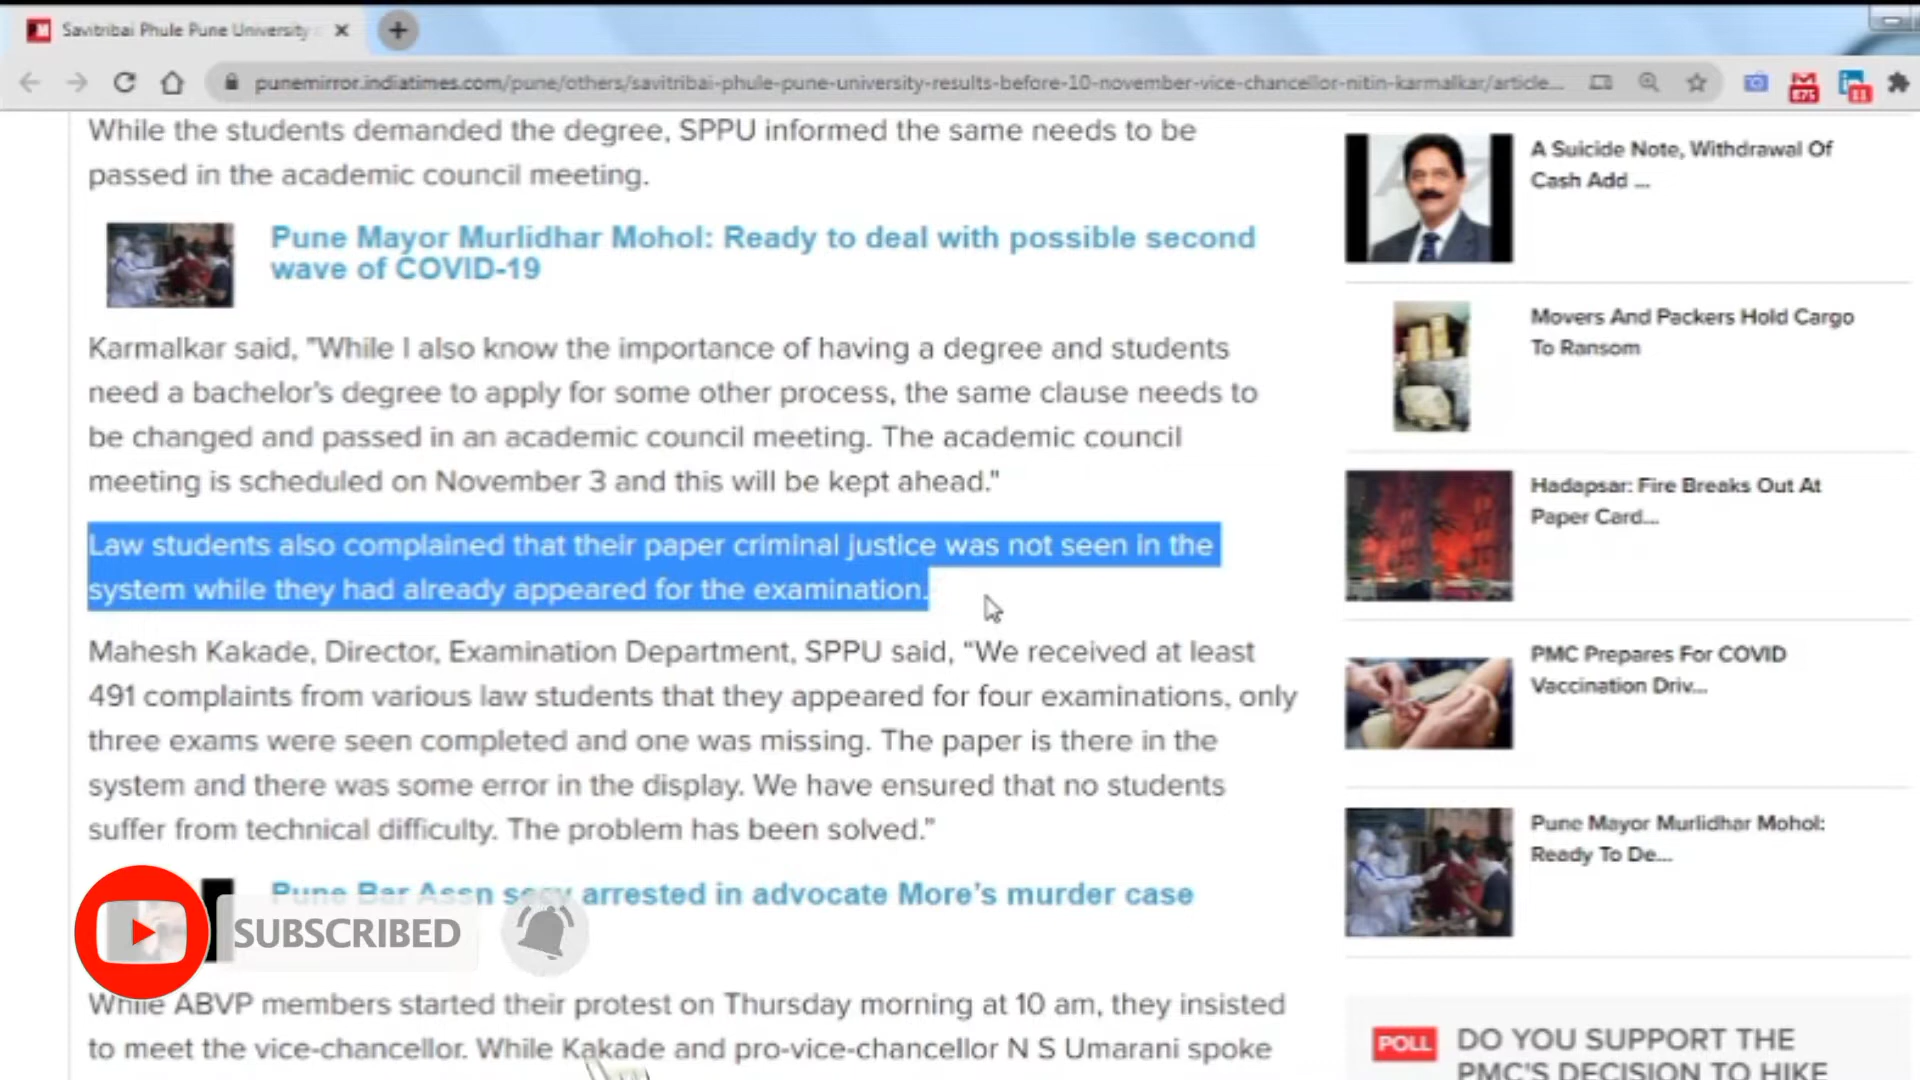 Savitribai Phule Pune University
punemirror.indiatimes.com/pune/others/savitribai-phule-pune-university-results-before-10-november-vice-chancellor-nitin-karmalkar/article...
875
11
While the students demanded the degree, SPPU informed the same needs to be
passed in the academic council meeting.
Pune Mayor Murlidhar Mohol: Ready to deal with possible second
wave of COVID-19
Karmalkar said, "While I also know the importance of having a degree and students
need a bachelor's degree to apply for some other process, the same clause needs to
be changed and passed in an academic council meeting. The academic council
meeting is scheduled on November 3 and this will be kept ahead."
Law students also complained that their paper criminal justice was not seen in the
system while they had already appeared for the examination.
Mahesh Kakade, Director, Examination Department, SPPU said, “We received at least
491 complaints from various law students that they appeared for four examinations, only
three exams were seen completed and one was missing. The paper is there in the
system and there was some error in the display. We have ensured that no students
suffer from technical difficulty. The problem has been solved.”
Pune Bar Assn secy arrested in advocate More’s murder case
SUBSCRIBED
While ABVP members started their protest on Thursday morning at 10 am, they insisted
to meet the vice-chancellor. While Kakade and pro-vice-chancellor N S Umarani spoke
A Suicide Note, Withdrawal Of
Cash Add ...
Movers And Packers Hold Cargo
To Ransom
Hadapsar: Fire Breaks Out At
Paper Card...
PMC Prepares For COVID
Vaccination Driv...
Pune Mayor Murlidhar Mohol:
Ready To De...
POLL
DO YOU SUPPORT THE
PMC'S DECISION TO HIKE